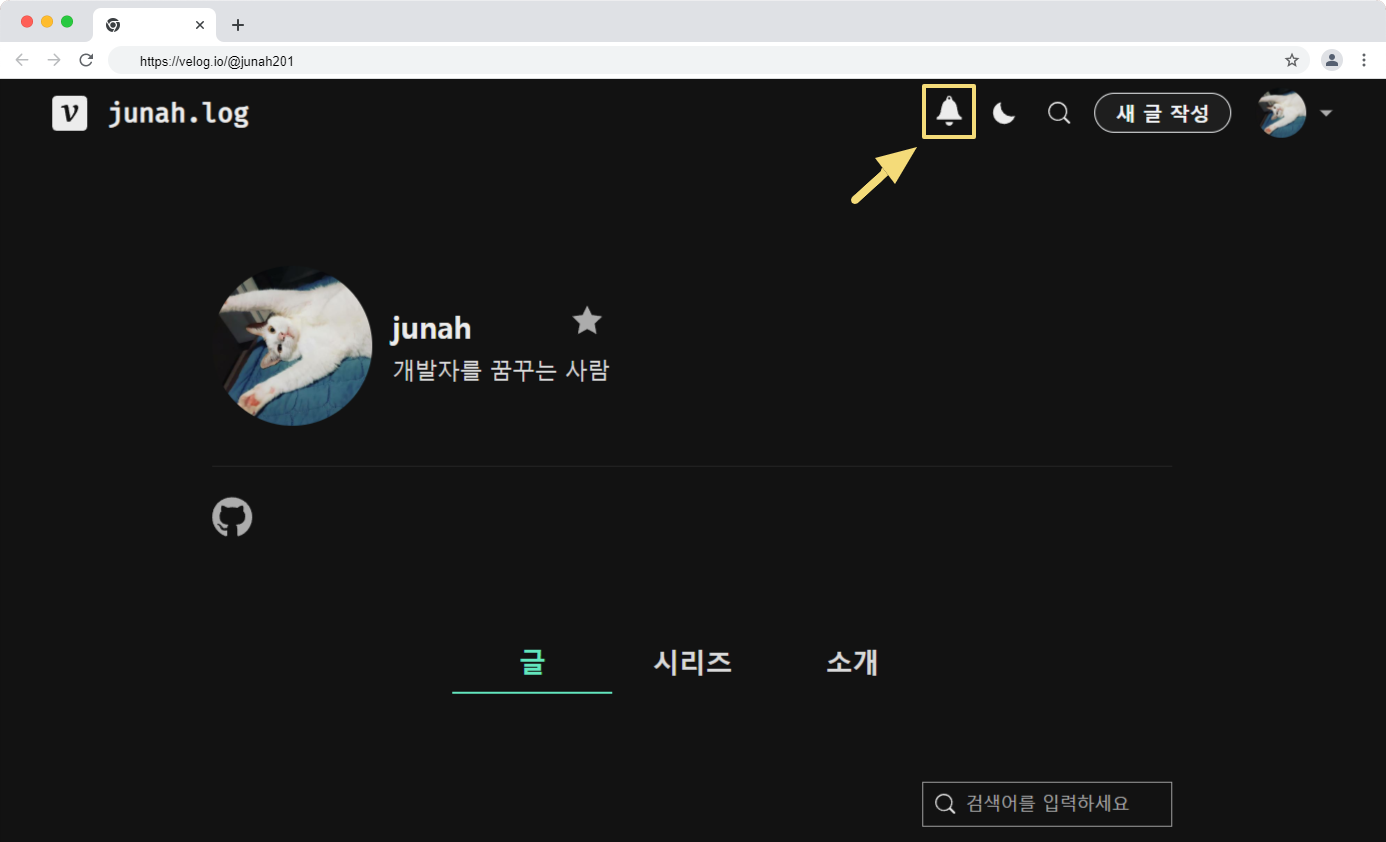 https://velog.io/@junah201
v junah.log
새 글 작성
junah
개발자를 꿈꾸는 사람
글 시리즈 소개
검색어를 입력하세요